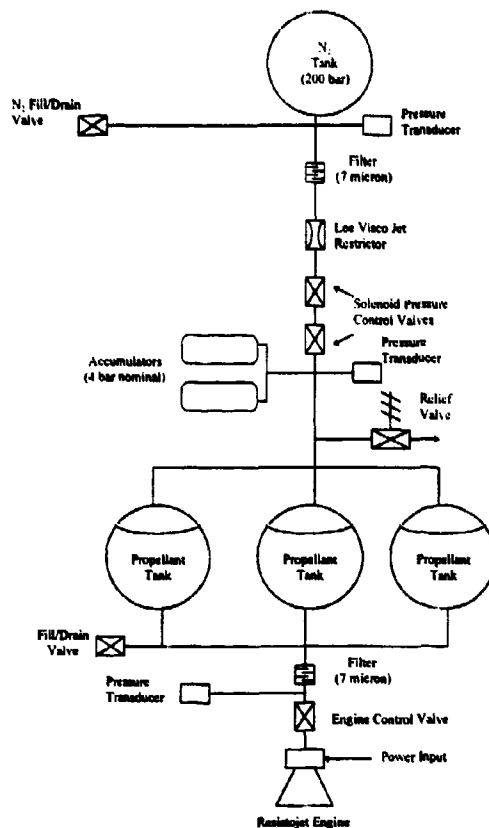 N₂
Tank
(200 bar)
N₂ Fill/Drain
Valve
Pressure
Transducer
Filter
(7 micron)
Lee Visco Jet
Restrictor
Solenoid Pressure
Control Valves
Pressure
Transducer
Accumulators
(4 bar nominal)
Relief
Valve
Propellant
Tank
Propellant
Tank
Propellant
Tank
Fill/Drain
Valve
Filter
(7 micron)
Pressure
Transducer
Engine Control Valve
Power Input
Resistojet Engine